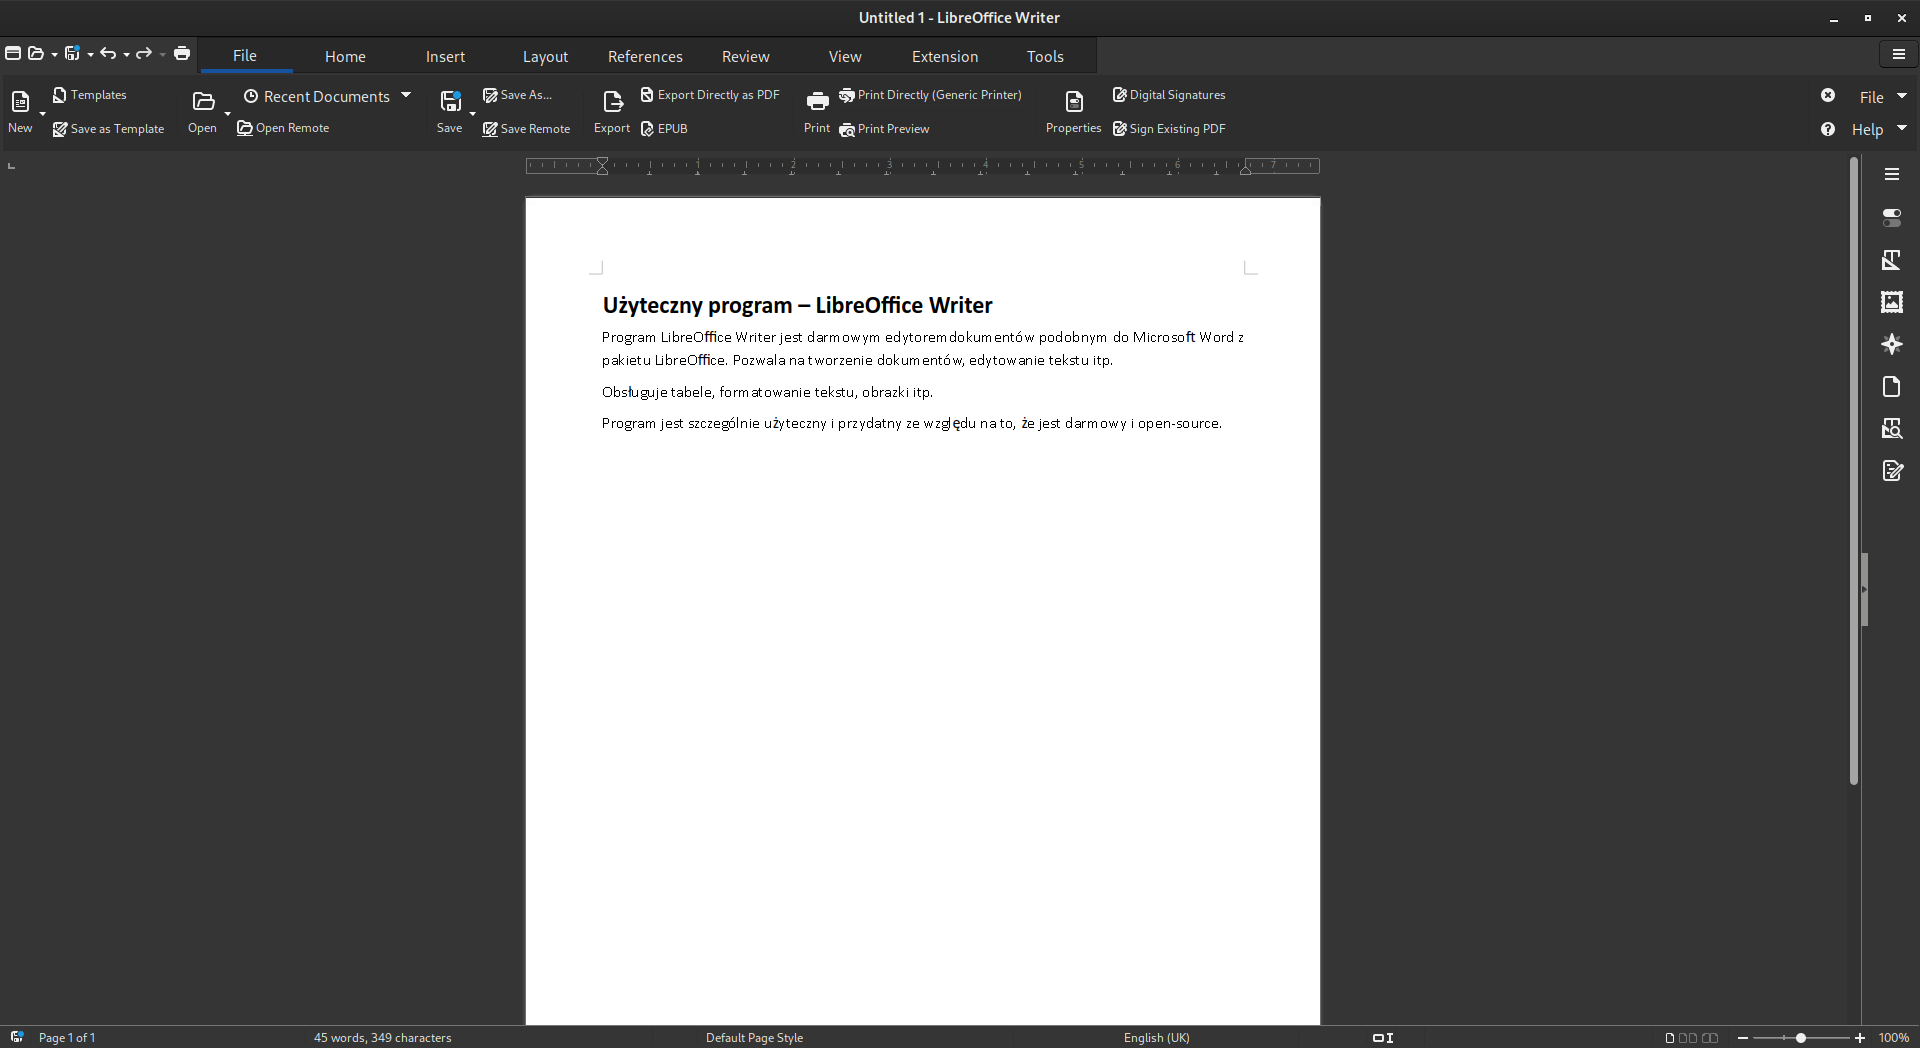 Untitled 1 - LibreOffice Writer
File Home Insert Layout References Review View Extension Tools
New Templates Save as Template Open Recent Documents Open Remote Save Save As... Save Remote Export Export Directly as PDF EPUB Print Print Directly (Generic Printer) Print Preview Properties Digital Signatures Sign Existing PDF File Help
1 2 3 4 5 6 7
Użyteczny program – LibreOffice Writer
Program LibreOffice Writer jest darmowym edytorem dokumentów podobnym do Microsoft Word z
pakietu LibreOffice. Pozwala na tworzenie dokumentów, edytowanie tekstu itp.
Obsługuje tabele, formatowanie tekstu, obrazki itp.
Program jest szczególnie użyteczny i przydatny ze względu na to, że jest darmowy i open-source.
Page 1 of 1 45 words, 349 characters Default Page Style English (UK) 100%